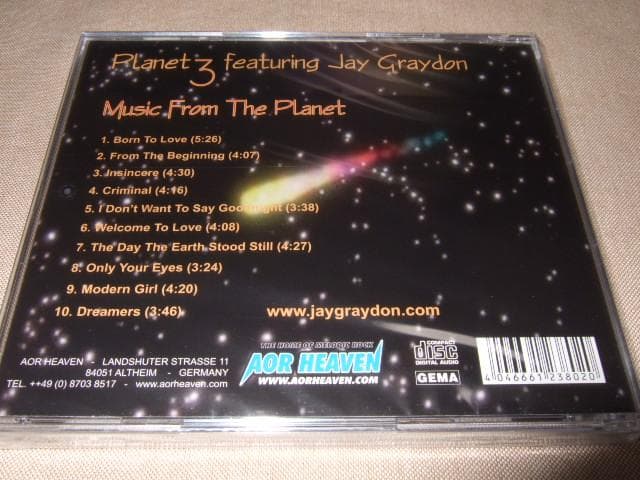 Planet 3 featuring Jay Graydon
Music From The Planet
1. Born To Love (5:26)
2. From The Beginning (4:07)
3. Insincere (4:30)
4. Criminal (4:16)
5. I Don't Want To Say Goodnight (3:38)
6. Welcome To Love (4:08)
7. The Day The Earth Stood Still (4:27)
8. Only Your Eyes (3:24)
9. Modern Girl (4:20)
10. Dreamers (3:46)
www.jaygraydon.com
AOR HEAVEN - LANDSHUTER STRASSE 11
84051 ALTHEIM - GERMANY
TEL. ++49 (0) 8703 8517 - www.aorheaven.com
THE HOME OF MELODIC ROCK
AOR HEAVEN
WWW.AORHEAVEN.COM
COMPACT
disc
DIGITAL AUDIO
GEMA
4 046661 238020